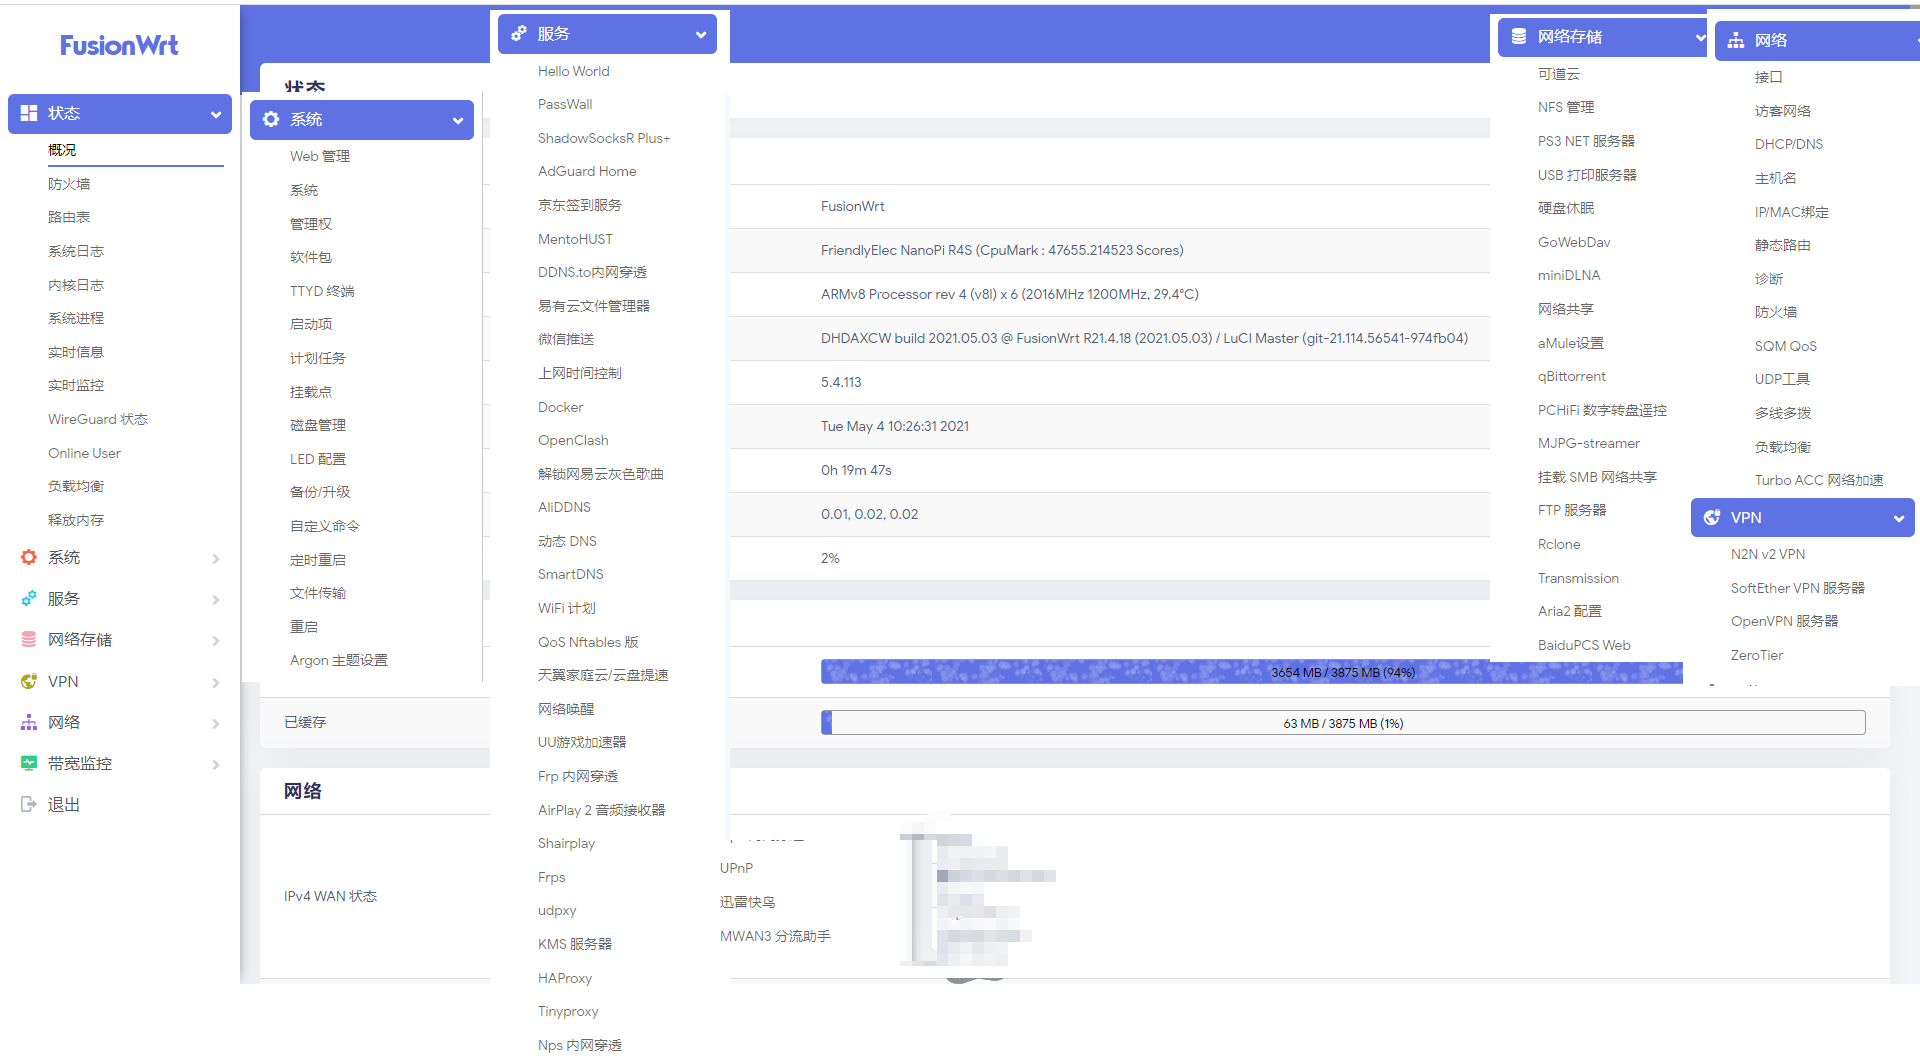 FusionWrt
状态
概况
防火墙
路由表
系统日志
内核日志
系统进程
实时信息
实时监控
WireGuard 状态
Online User
负载均衡
释放内存
系统
服务
网络存储
VPN
网络
带宽监控
退出
状态
系统
Web 管理
系统
管理权
软件包
TTYD 终端
启动项
计划任务
挂载点
磁盘管理
LED 配置
备份/升级
自定义命令
定时重启
文件传输
重启
Argon 主题设置
服务
Hello World
PassWall
ShadowSocksR Plus+
AdGuard Home
京东签到服务
MentoHUST
DDNS.to内网穿透
易有云文件管理器
微信推送
上网时间控制
Docker
OpenClash
解锁网易云灰色歌曲
AliDDNS
动态 DNS
SmartDNS
WiFi 计划
QoS Nftables 版
天翼家庭云/云盘提速
网络唤醒
UU游戏加速器
Frp 内网穿透
AirPlay 2 音频接收器
Shairplay
Frps
udpxy
KMS 服务器
HAProxy
Tinyproxy
Nps 内网穿透
UPnP
迅雷快鸟
MWAN3 分流助手
FusionWrt
FriendlyElec NanoPi R4S (CpuMark : 47655.214523 Scores)
ARMv8 Processor rev 4 (v8l) x 6 (2016MHz 1200MHz, 29.4°C)
DHDAXCW build 2021.05.03 @ FusionWrt R21.4.18 (2021.05.03) / LuCI Master (git-21.114.56541-974fb04)
5.4.113
Tue May 4 10:26:31 2021
0h 19m 47s
0.01, 0.02, 0.02
2%
3654 MB / 3875 MB (94%)
已缓存
63 MB / 3875 MB (1%)
网络
IPv4 WAN 状态
网络存储
可道云
NFS 管理
PS3 NET 服务器
USB 打印服务器
硬盘休眠
GoWebDav
miniDLNA
网络共享
aMule设置
qBittorrent
PCHiFi 数字转盘遥控
MJPG-streamer
挂载 SMB 网络共享
FTP 服务器
Rclone
Transmission
Aria2 配置
BaiduPCS Web
网络
接口
访客网络
DHCP/DNS
主机名
IP/MAC绑定
静态路由
诊断
防火墙
SQM QoS
UDP工具
多线多拨
负载均衡
Turbo ACC 网络加速
VPN
N2N v2 VPN
SoftEther VPN 服务器
OpenVPN 服务器
ZeroTier